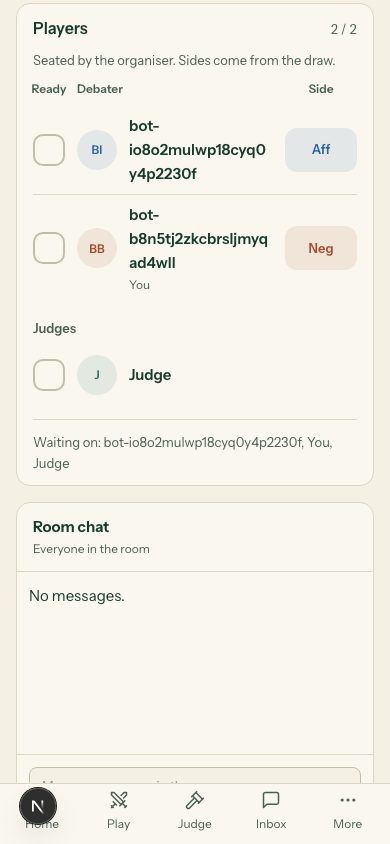 Players 2 / 2
Seated by the organiser. Sides come from the draw.
Ready Debater Side
BI bot-
io8o2mulwp18cyq0
y4p2230f Aff
BB bot-
b8n5tj2zkcbrsljmyq
ad4wll Neg
You
Judges
J Judge
Waiting on: bot-io8o2mulwp18cyq0y4p2230f, You,
Judge
Room chat
Everyone in the room
No messages.
N
Home Play Judge Inbox More